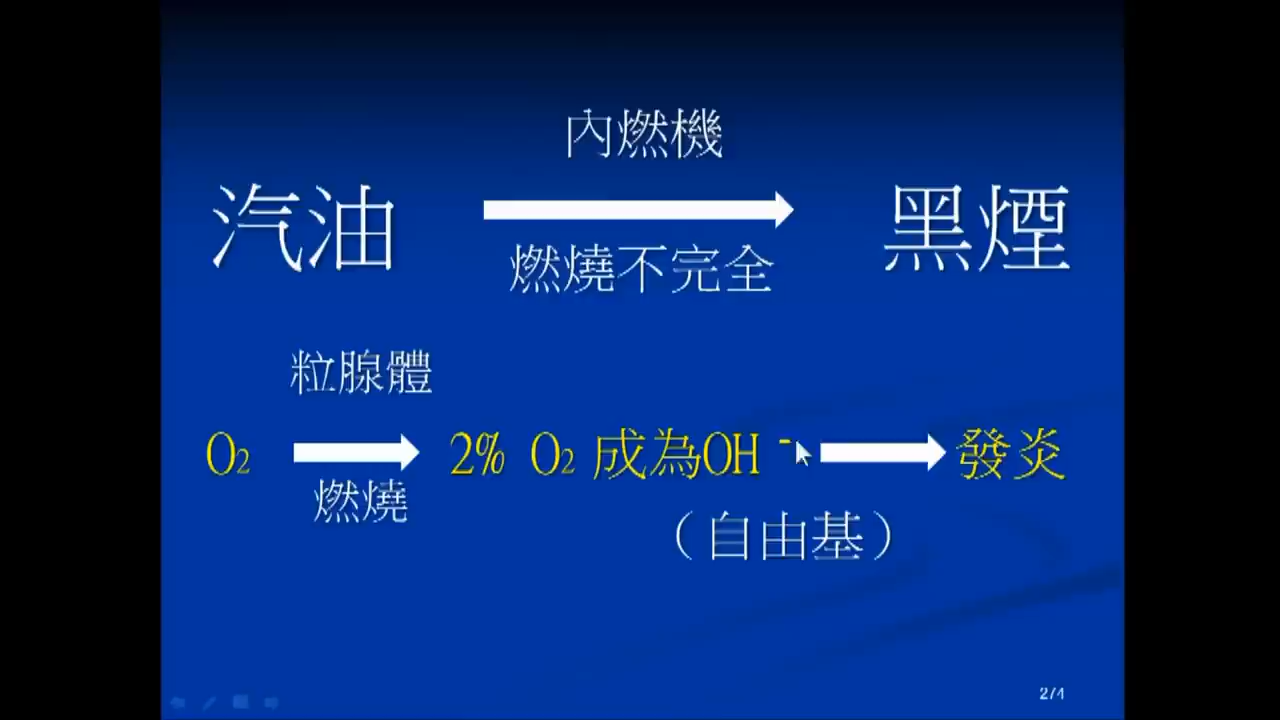 內燃機
汽油 黑煙
燃燒不完全
粒腺體
O₂ 2% O₂ 成為OH⁻ 發炎
燃燒
（自由基）
2/4